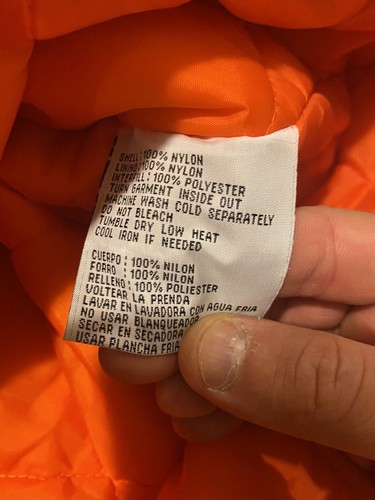 SHELL: 100% NYLON
LINING: 100% NYLON
INTERFILL: 100% POLYESTER
TURN GARMENT INSIDE OUT
MACHINE WASH COLD SEPARATELY
DO NOT BLEACH
TUMBLE DRY LOW HEAT
COOL IRON IF NEEDED
CUERPO: 100% NILON
FORRO: 100% NILON
RELLENO: 100% POLYESTER
VOLTEAR LA PRENDA
LAVAR EN LAVADORA CON AGUA FRIA
NO USAR BLANQUEADOR
SECAR EN SECADORA
USAR PLANCHA FRIA